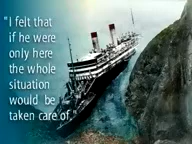 "I felt that
if he were
only here
the whole
situation
would be
taken care of.